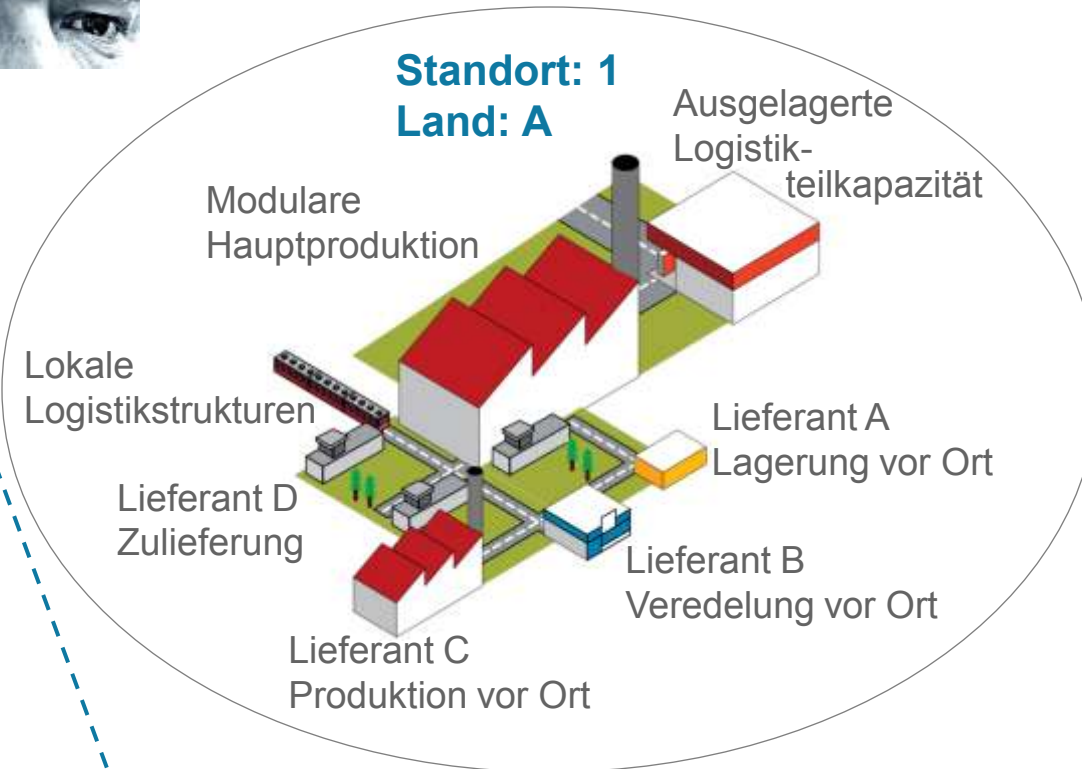 Standort: 1
Land: A
Ausgelagerte
Logistik-
teilkapazität
Modulare
Hauptproduktion
Lokale
Logistikstrukturen
Lieferant A
Lagerung vor Ort
Lieferant D
Zulieferung
Lieferant B
Veredelung vor Ort
Lieferant C
Produktion vor Ort